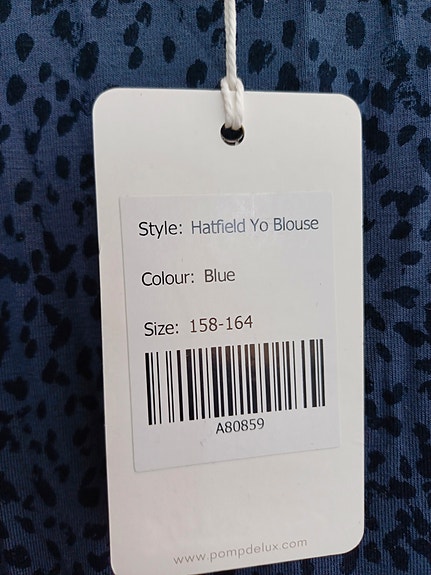 Style: Hatfield Yo Blouse
Colour: Blue
Size: 158-164
A80859
www.pompdelux.com